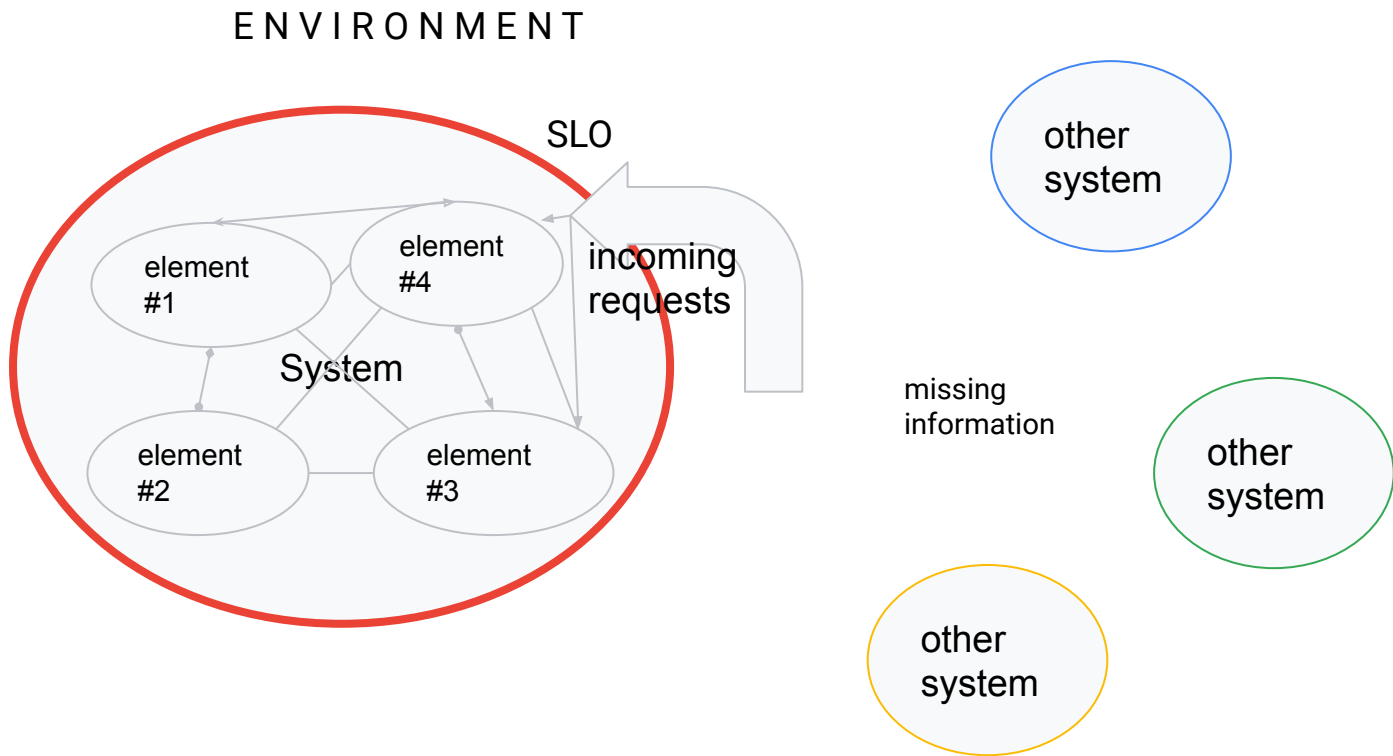 ENVIRONMENT
SLO
other
system
element
#1
element
#4
incoming
requests
System
missing
information
element
#2
element
#3
other
system
other
system